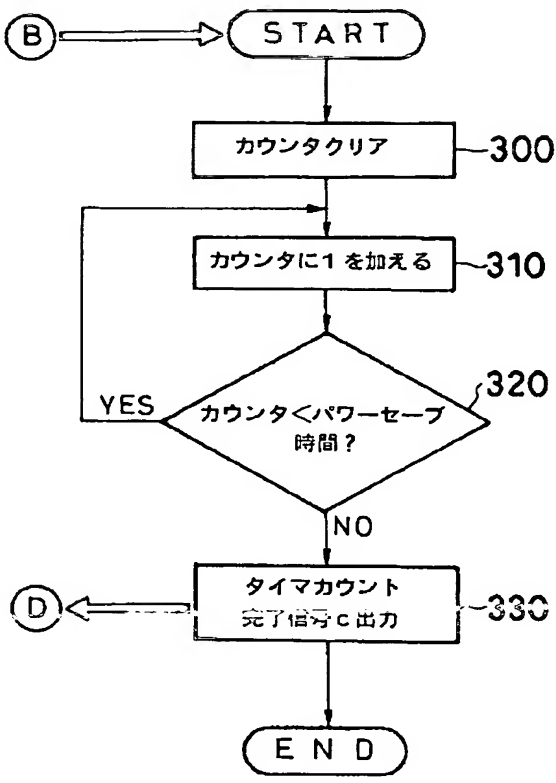 B
START
カウンタクリア
300
カウンタに1を加える
310
320
YES
カウンタ<パワーセーブ
時間?
NO
タイマカウント
D
完了信号c出力
330
END